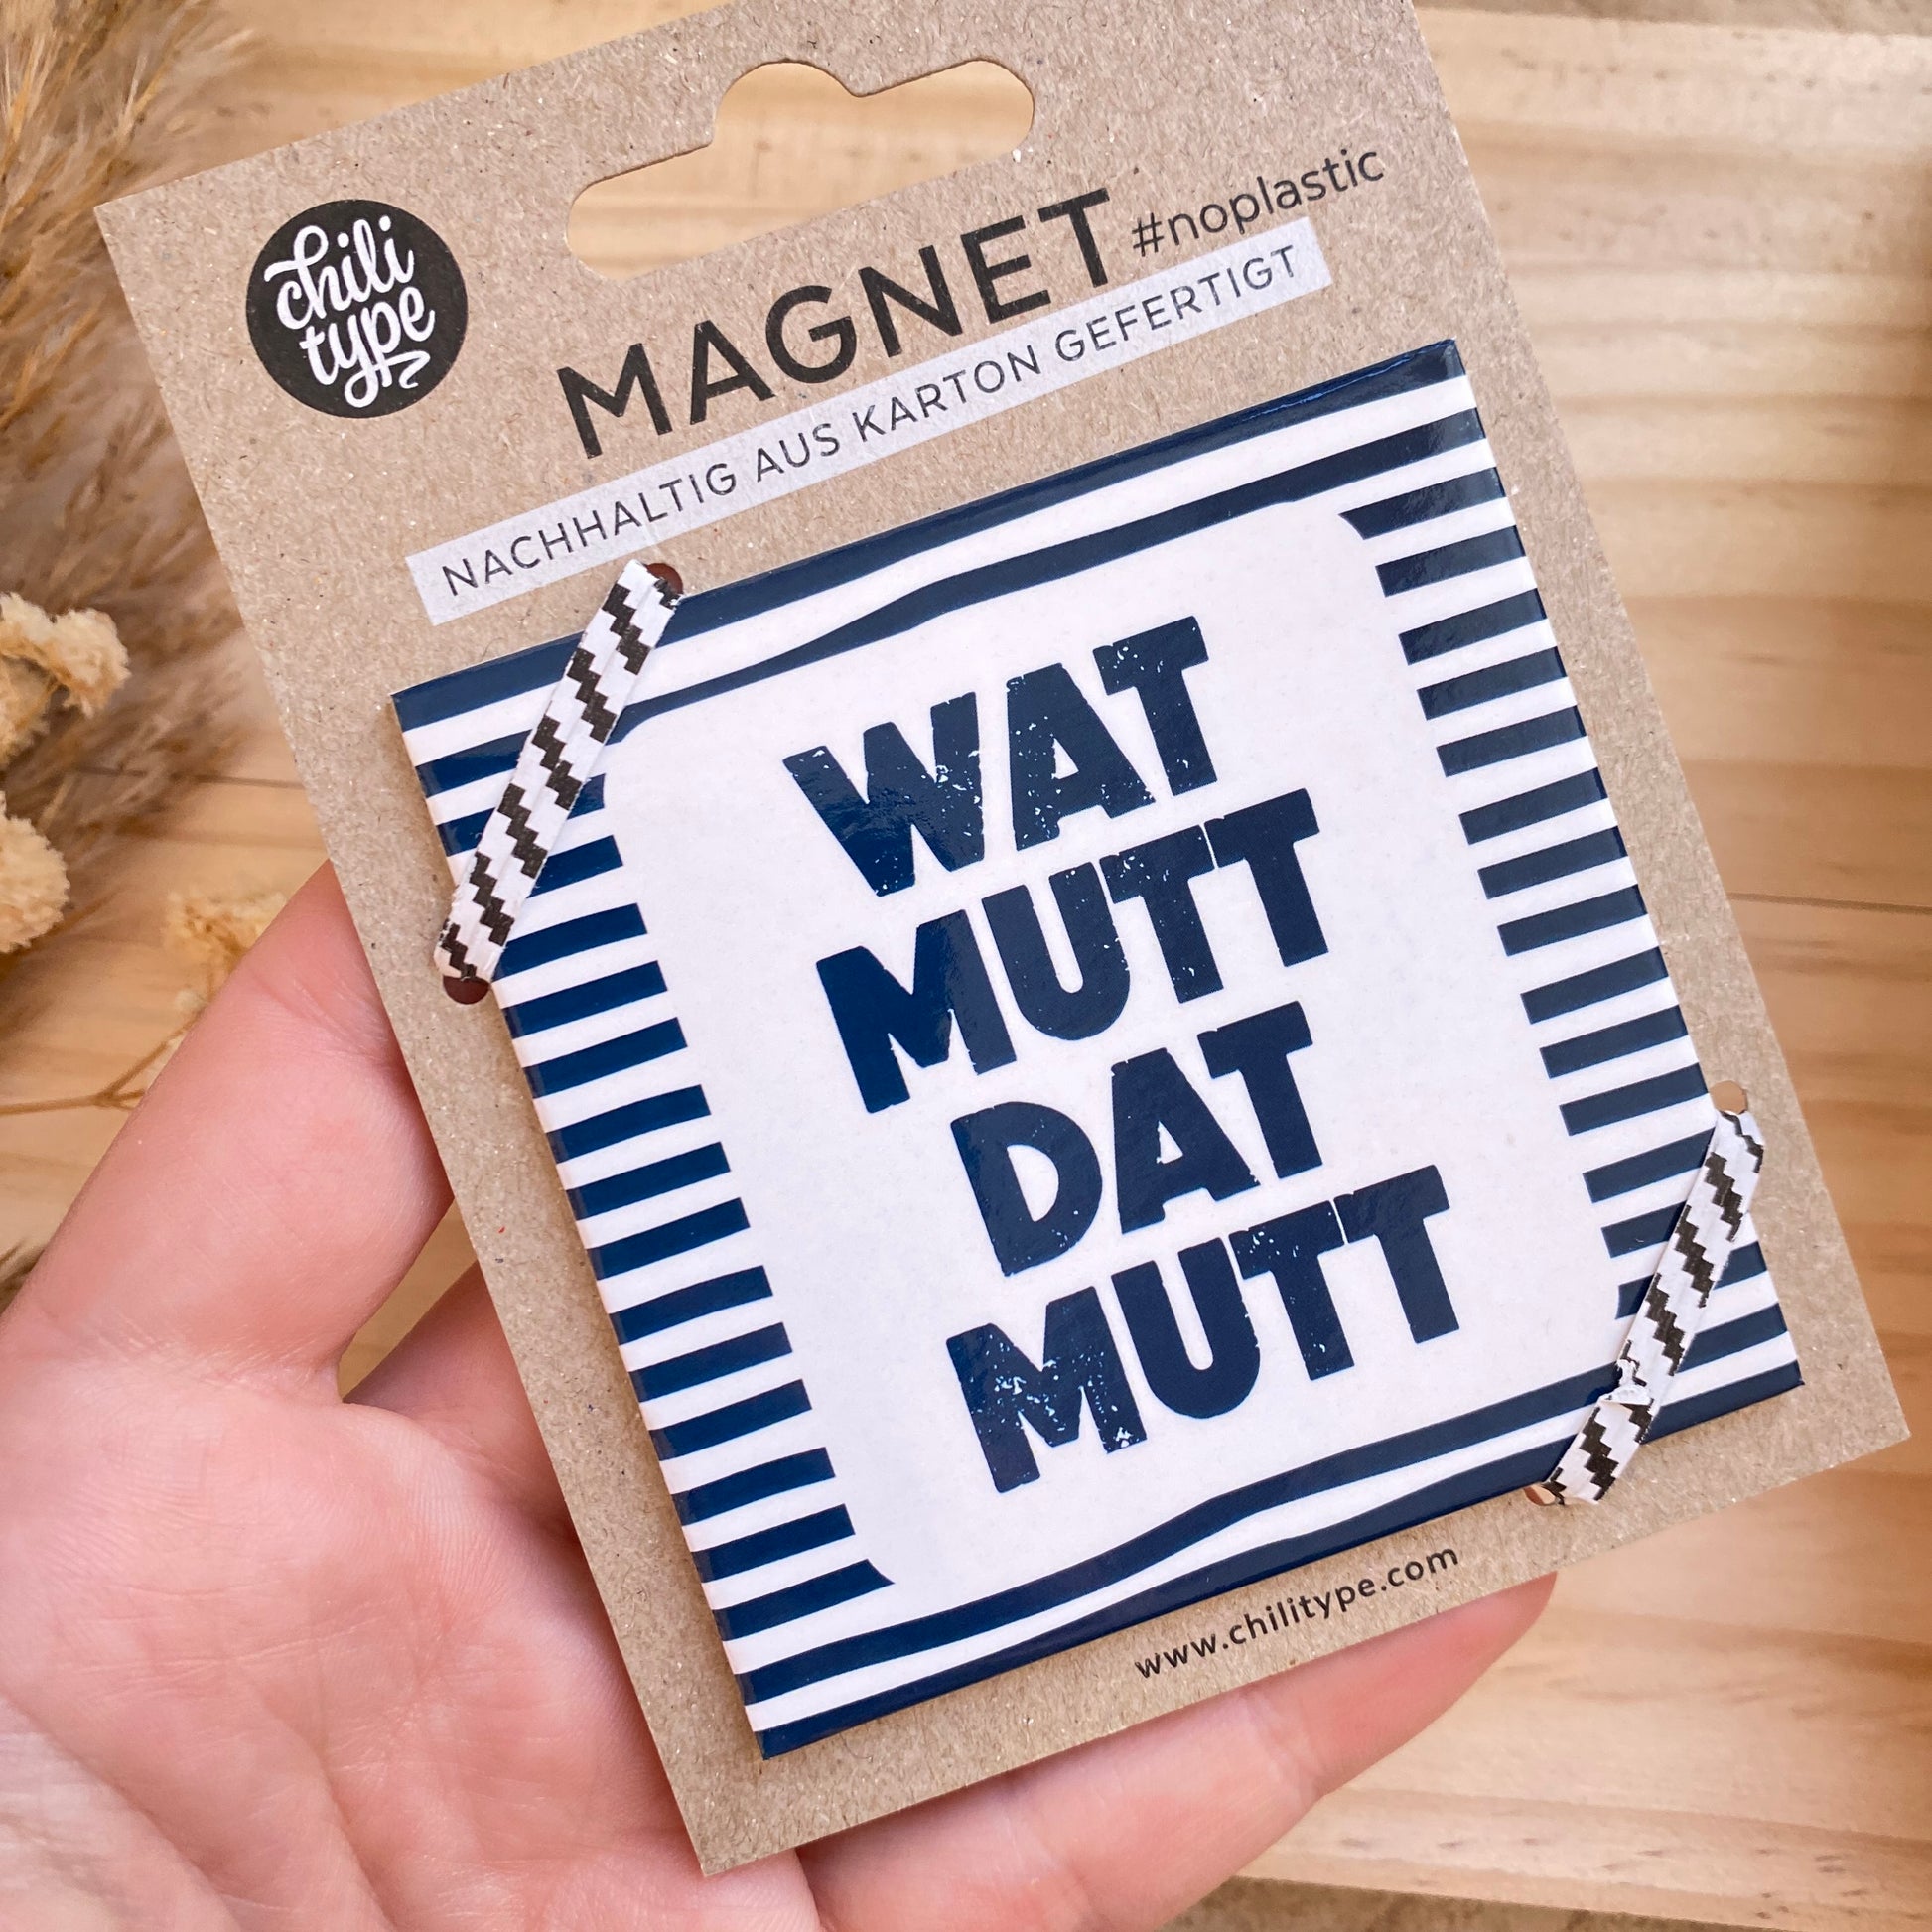 chili
type
MAGNET #noplastic
NACHHALTIG AUS KARTON GEFERTIGT
WAT
MUTT
DAT
MUTT
www.chilitype.com